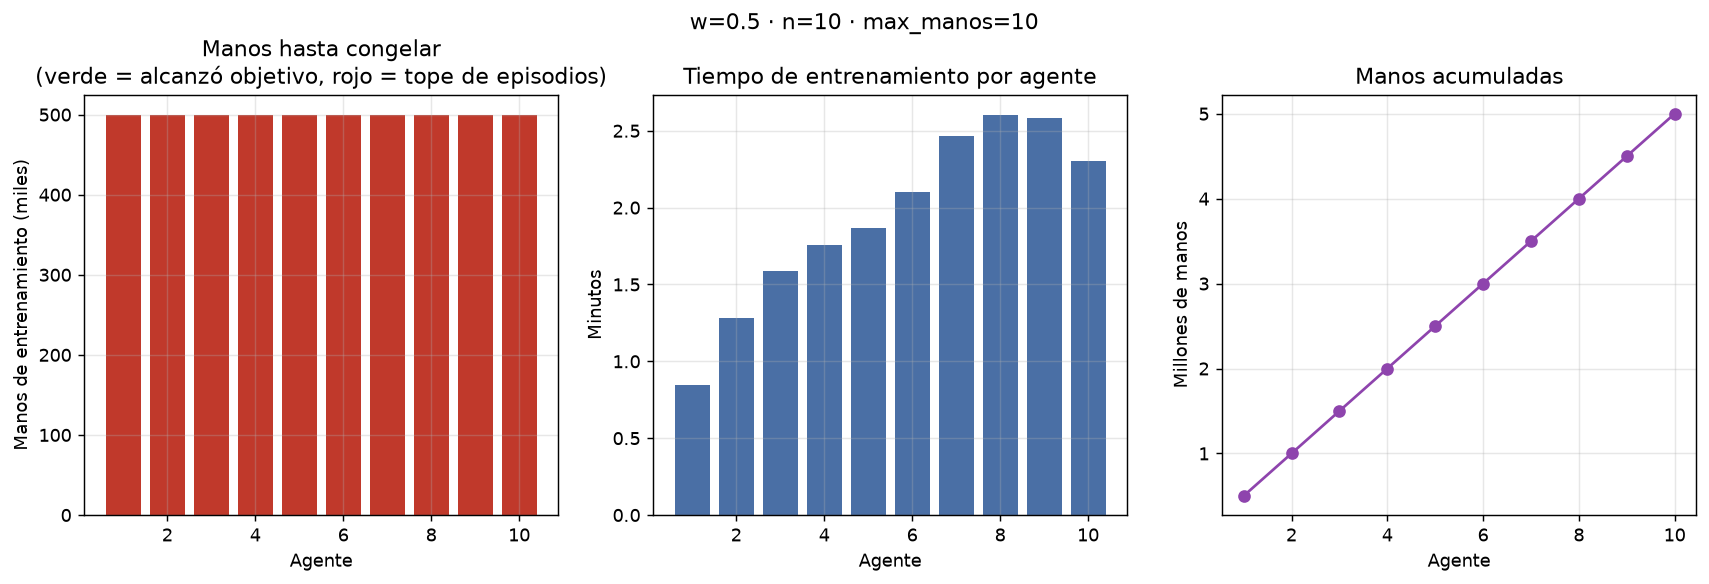 w=0.5 · n=10 · max_manos=10
Manos hasta congelar
(verde = alcanzó objetivo, rojo = tope de episodios)
Manos de entrenamiento (miles)
500
400
300
200
100
0
2 4 6 8 10
Agente
Tiempo de entrenamiento por agente
Minutos
2.5
2.0
1.5
1.0
0.5
0.0
2 4 6 8 10
Agente
Manos acumuladas
Millones de manos
5
4
3
2
1
2 4 6 8 10
Agente